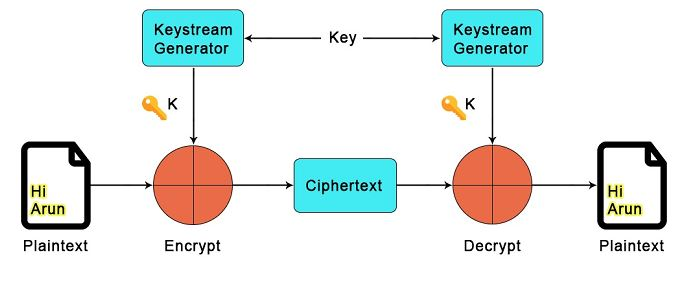 Keystream
Generator
Key
Keystream
Generator
K
K
Hi
Arun
Ciphertext
Hi
Arun
Plaintext
Encrypt
Decrypt
Plaintext